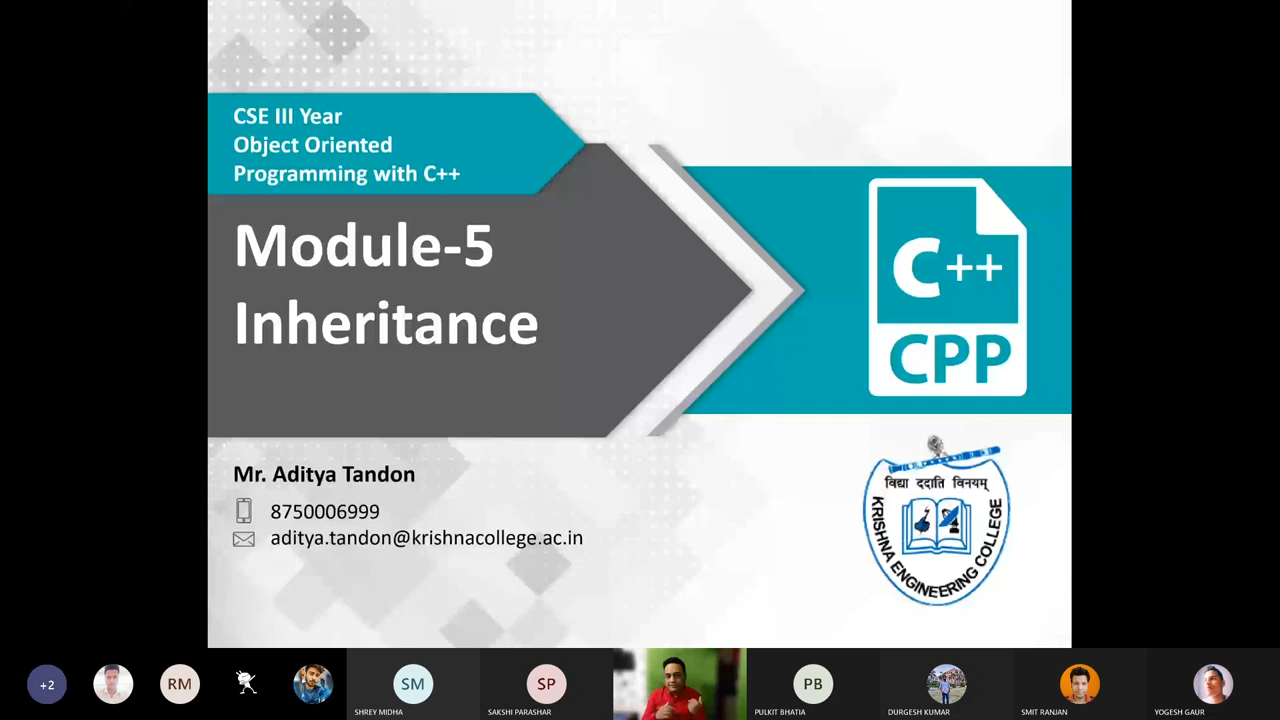 CSE III Year
Object Oriented
Programming with C++
Module-5
Inheritance
C++
CPP
Mr. Aditya Tandon
8750006999
aditya.tandon@krishnacollege.ac.in
विद्या ददाति विनयम्
KRISHNA ENGINEERING COLLEGE
+2
RM
SM
SHREY MIDHA
SP
SAKSHI PARASHAR
PB
PULKIT BHATIA
DURGESH KUMAR
SMIT RANJAN
YOGESH GAUR